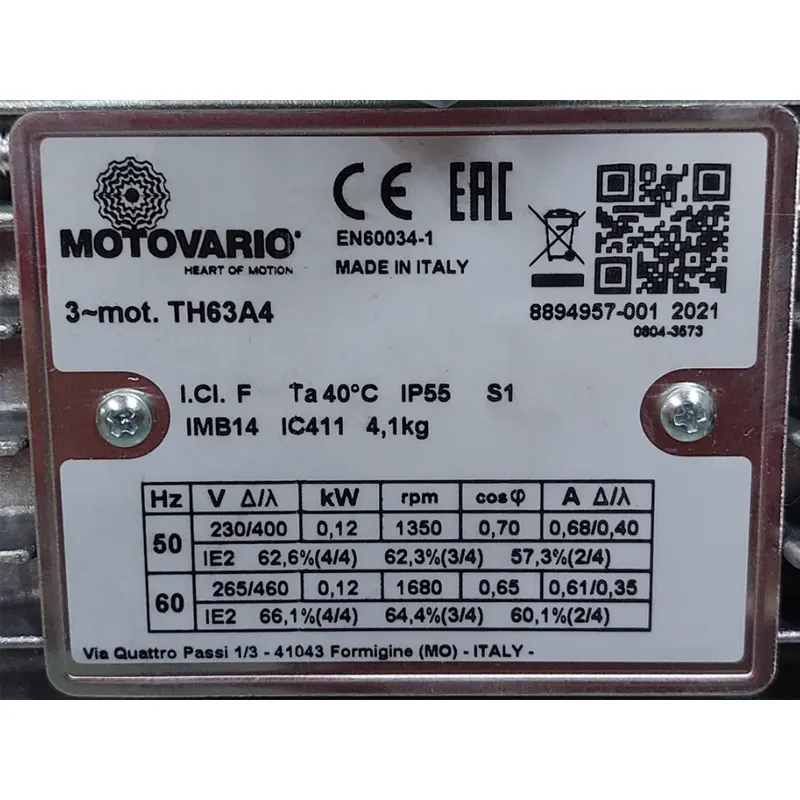 MOTOVARIO
HEART OF MOTION
CE EAC
EN60034-1
MADE IN ITALY
3~mot. TH63A4
8894957-001 2021
0804-3573
I.Cl. F Ta 40°C IP55 S1
IMB14 IC411 4,1kg
Hz V Δ/λ kW rpm cosφ A Δ/λ
50 230/400 0,12 1350 0,70 0,68/0,40
IE2 62,6%(4/4) 62,3%(3/4) 57,3%(2/4)
60 265/460 0,12 1680 0,65 0,61/0,35
IE2 66,1%(4/4) 64,4%(3/4) 60,1%(2/4)
Via Quattro Passi 1/3 - 41043 Formigine (MO) - ITALY -